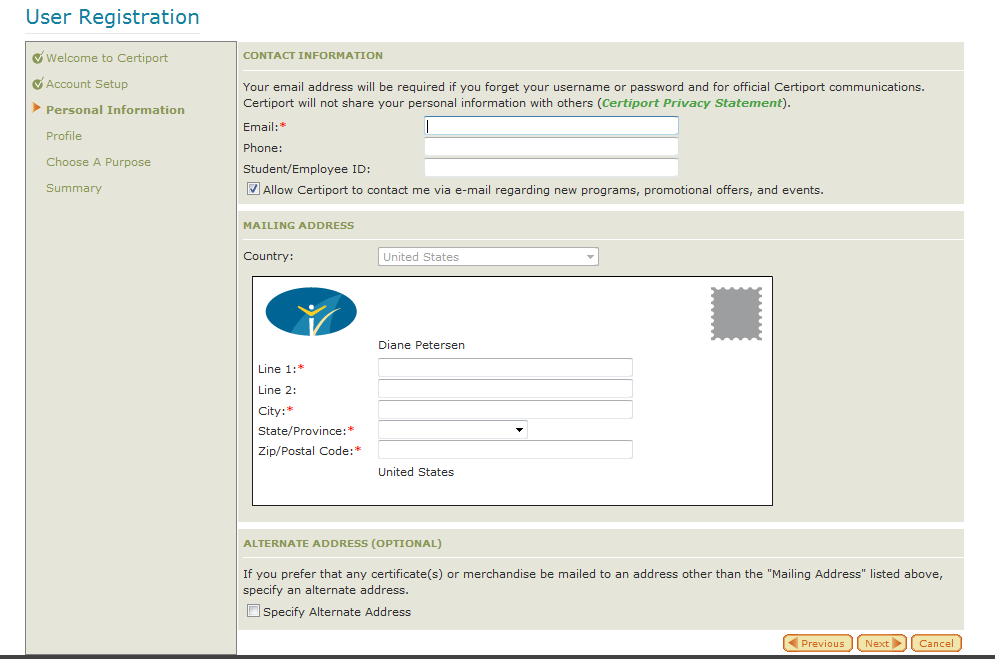 User Registration
Welcome to Certiport
Account Setup
Personal Information
Profile
Choose A Purpose
Summary
CONTACT INFORMATION
Your email address will be required if you forget your username or password and for official Certiport communications.
Certiport will not share your personal information with others (Certiport Privacy Statement).
Email:*
Phone:
Student/Employee ID:
Allow Certiport to contact me via e-mail regarding new programs, promotional offers, and events.
MAILING ADDRESS
Country: United States
Diane Petersen
Line 1:*
Line 2:
City:*
State/Province:*
Zip/Postal Code:*
United States
ALTERNATE ADDRESS (OPTIONAL)
If you prefer that any certificate(s) or merchandise be mailed to an address other than the "Mailing Address" listed above,
specify an alternate address.
Specify Alternate Address
Previous Next Cancel